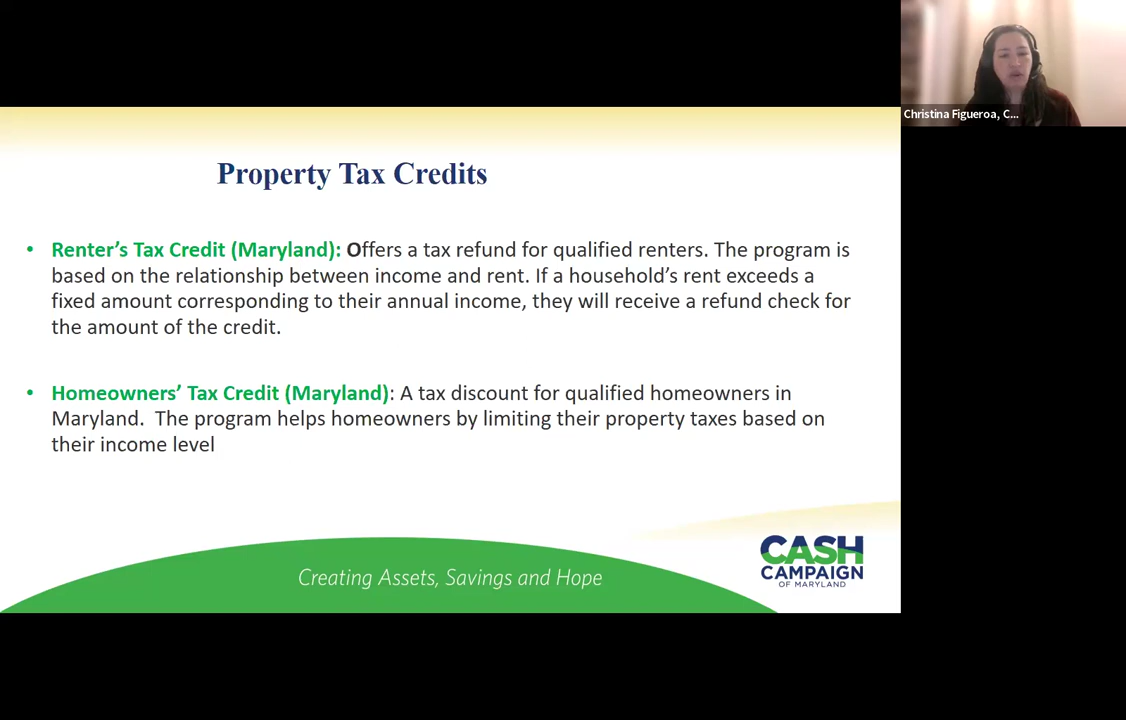 Christina Figueroa, C...
Property Tax Credits
• Renter's Tax Credit (Maryland): Offers a tax refund for qualified renters. The program is
based on the relationship between income and rent. If a household's rent exceeds a
fixed amount corresponding to their annual income, they will receive a refund check for
the amount of the credit.
• Homeowners' Tax Credit (Maryland): A tax discount for qualified homeowners in
Maryland.  The program helps homeowners by limiting their property taxes based on
their income level
Creating Assets, Savings and Hope
CASH
CAMPAIGN
OF MARYLAND